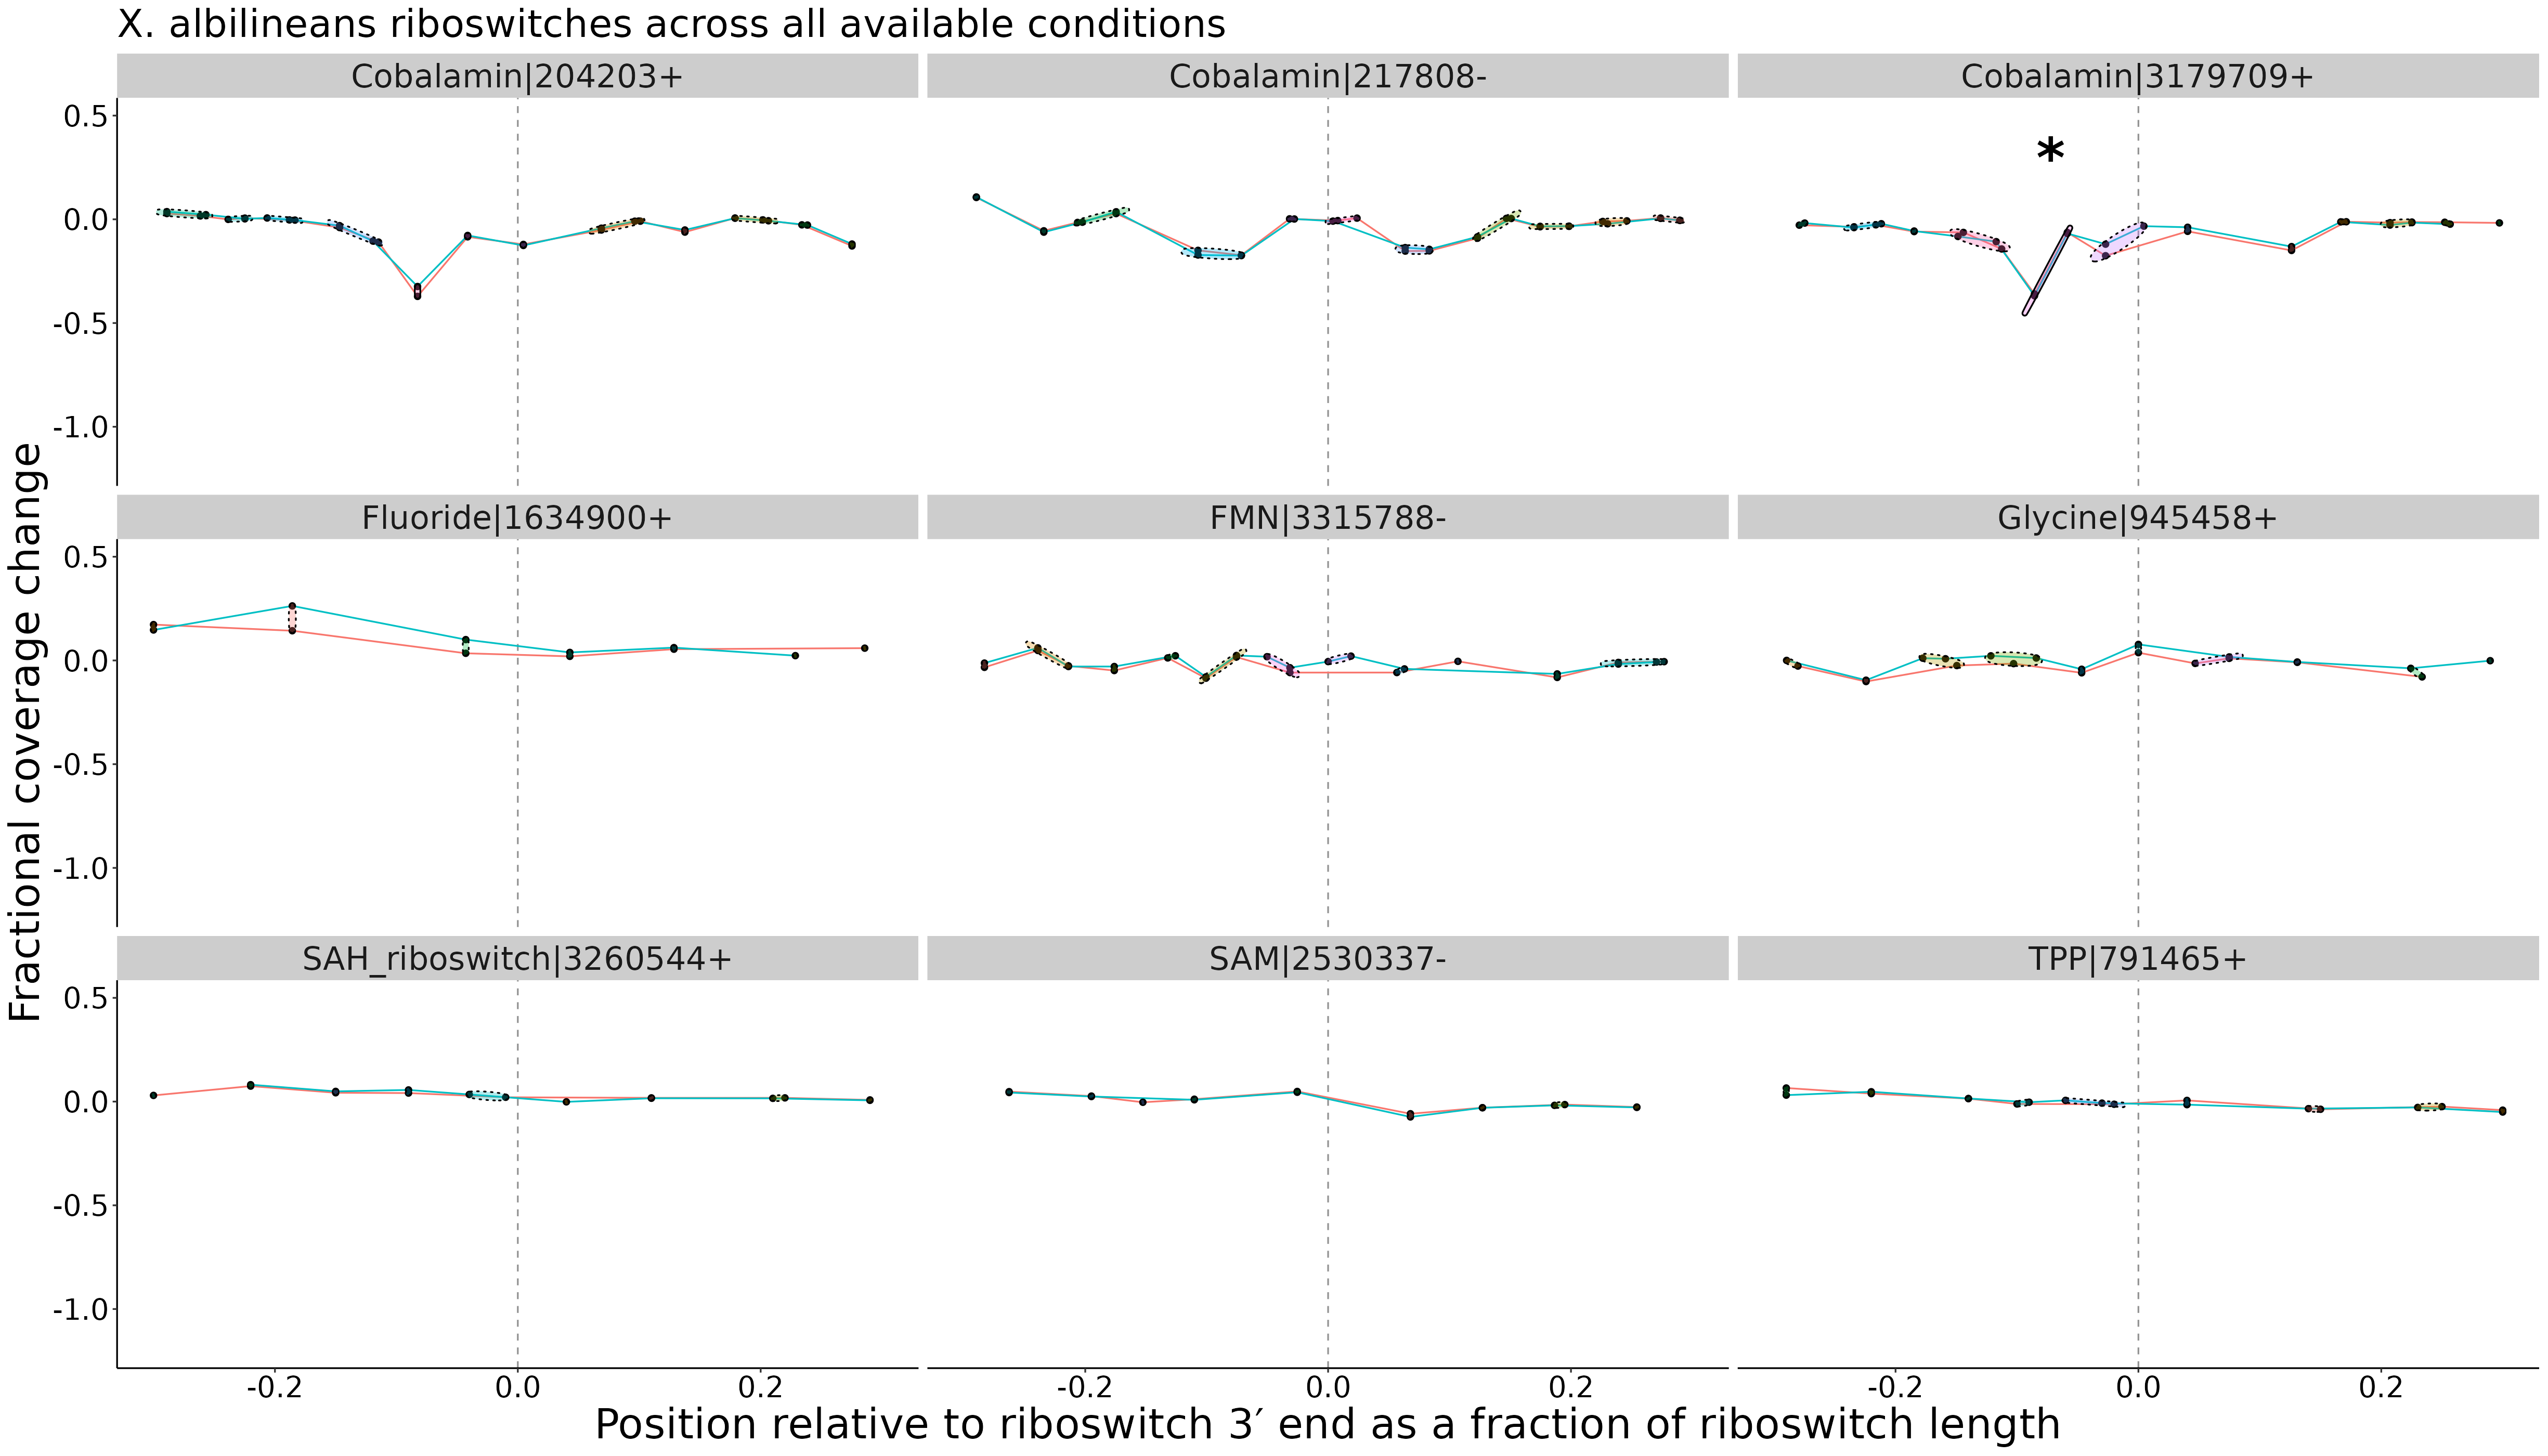 X. albilineans riboswitches across all available conditions
Cobalamin|204203+
Cobalamin|217808-
Cobalamin|3179709+
0.5
0.0
-0.5
-1.0
*
Fluoride|1634900+
FMN|3315788-
Glycine|945458+
0.5
0.0
-0.5
-1.0
SAH_riboswitch|3260544+
SAM|2530337-
TPP|791465+
0.5
0.0
-0.5
-1.0
-0.2 0.0 0.2
-0.2 0.0 0.2
-0.2 0.0 0.2
Fractional coverage change
Position relative to riboswitch 3′ end as a fraction of riboswitch length